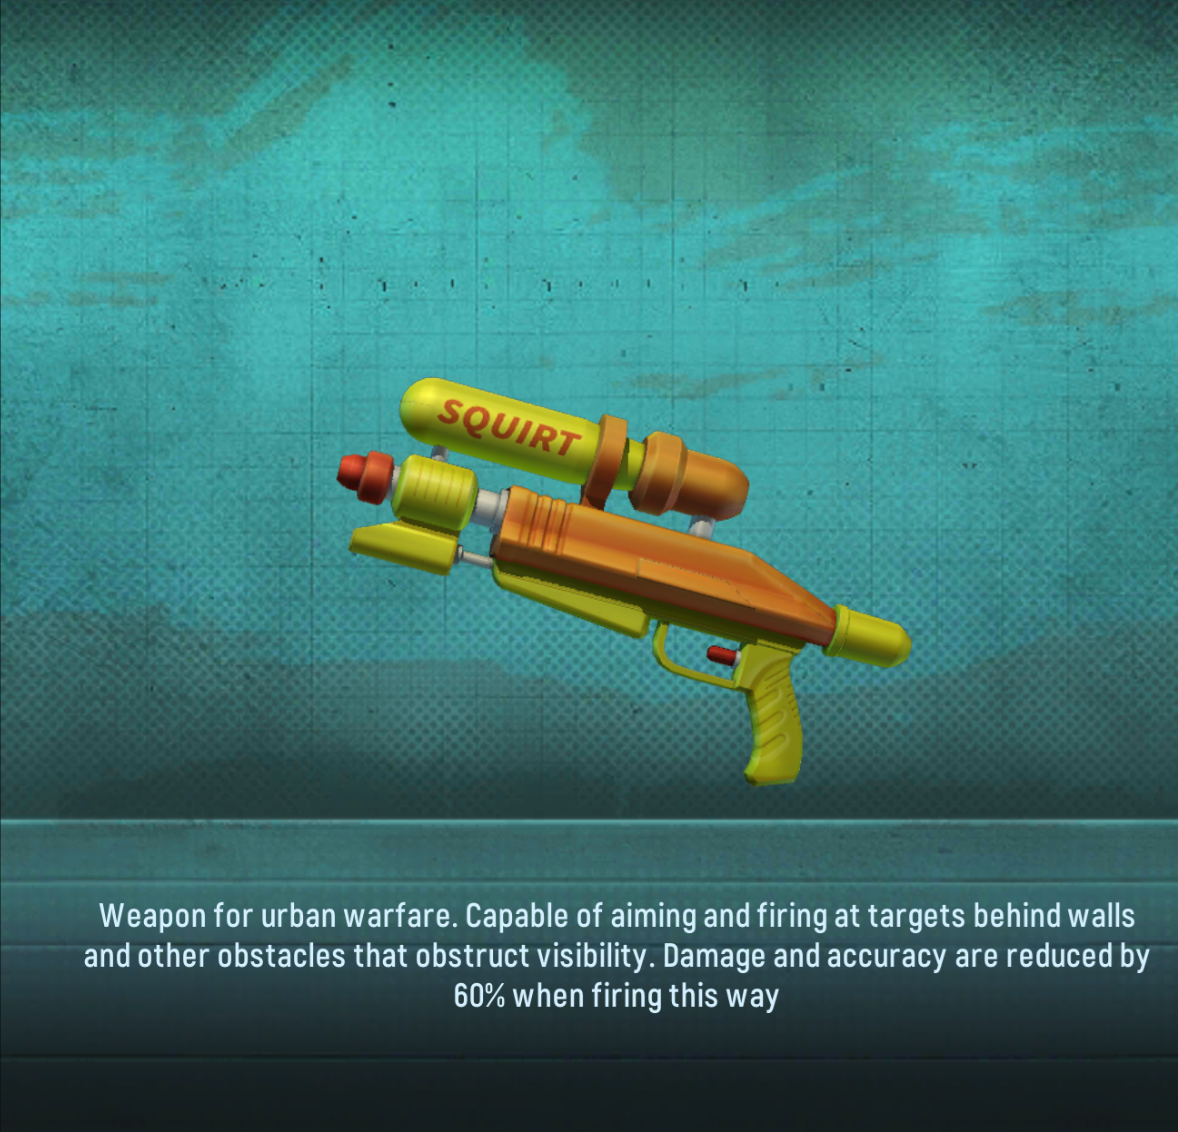 SQUIRT
Weapon for urban warfare. Capable of aiming and firing at targets behind walls
and other obstacles that obstruct visibility. Damage and accuracy are reduced by
60% when firing this way